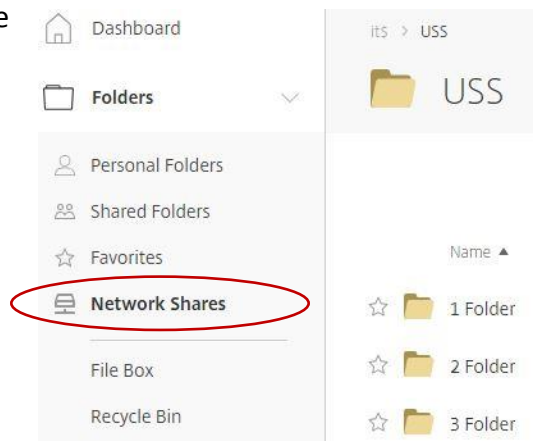 e
Dashboard
Folders
Personal Folders
Shared Folders
Favorites
Network Shares
File Box
Recycle Bin
it$ > USS
USS
Name ▲
1 Folder
2 Folder
3 Folder